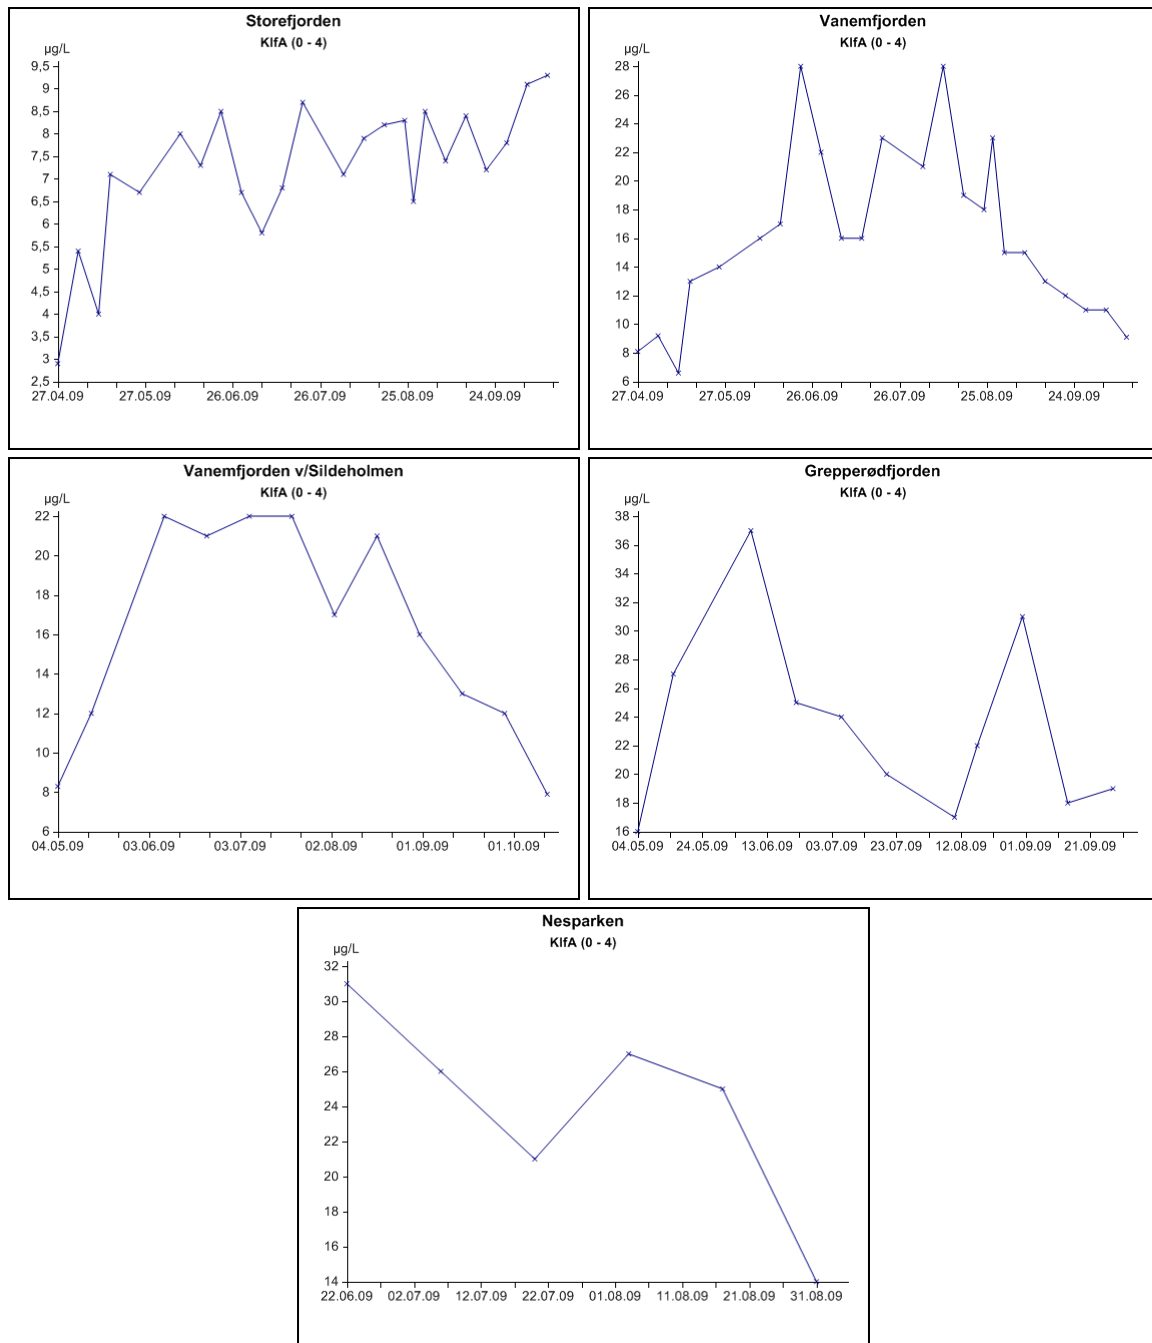 Storefjorden
KlfA (0 - 4)
µg/L
9,5
9
8,5
8
7,5
7
6,5
6
5,5
5
4,5
4
3,5
3
2,5
27.04.09 27.05.09 26.06.09 26.07.09 25.08.09 24.09.09
Vanemfjorden
KlfA (0 - 4)
µg/L
28
26
24
22
20
18
16
14
12
10
8
6
27.04.09 27.05.09 26.06.09 26.07.09 25.08.09 24.09.09
Vanemfjorden v/Sildeholmen
KlfA (0 - 4)
µg/L
22
20
18
16
14
12
10
8
6
04.05.09 03.06.09 03.07.09 02.08.09 01.09.09 01.10.09
Grepperødfjorden
KlfA (0 - 4)
µg/L
38
36
34
32
30
28
26
24
22
20
18
16
04.05.09 24.05.09 13.06.09 03.07.09 23.07.09 12.08.09 01.09.09 21.09.09
Nesparken
KlfA (0 - 4)
µg/L
32
30
28
26
24
22
20
18
16
14
22.06.09 02.07.09 12.07.09 22.07.09 01.08.09 11.08.09 21.08.09 31.08.09